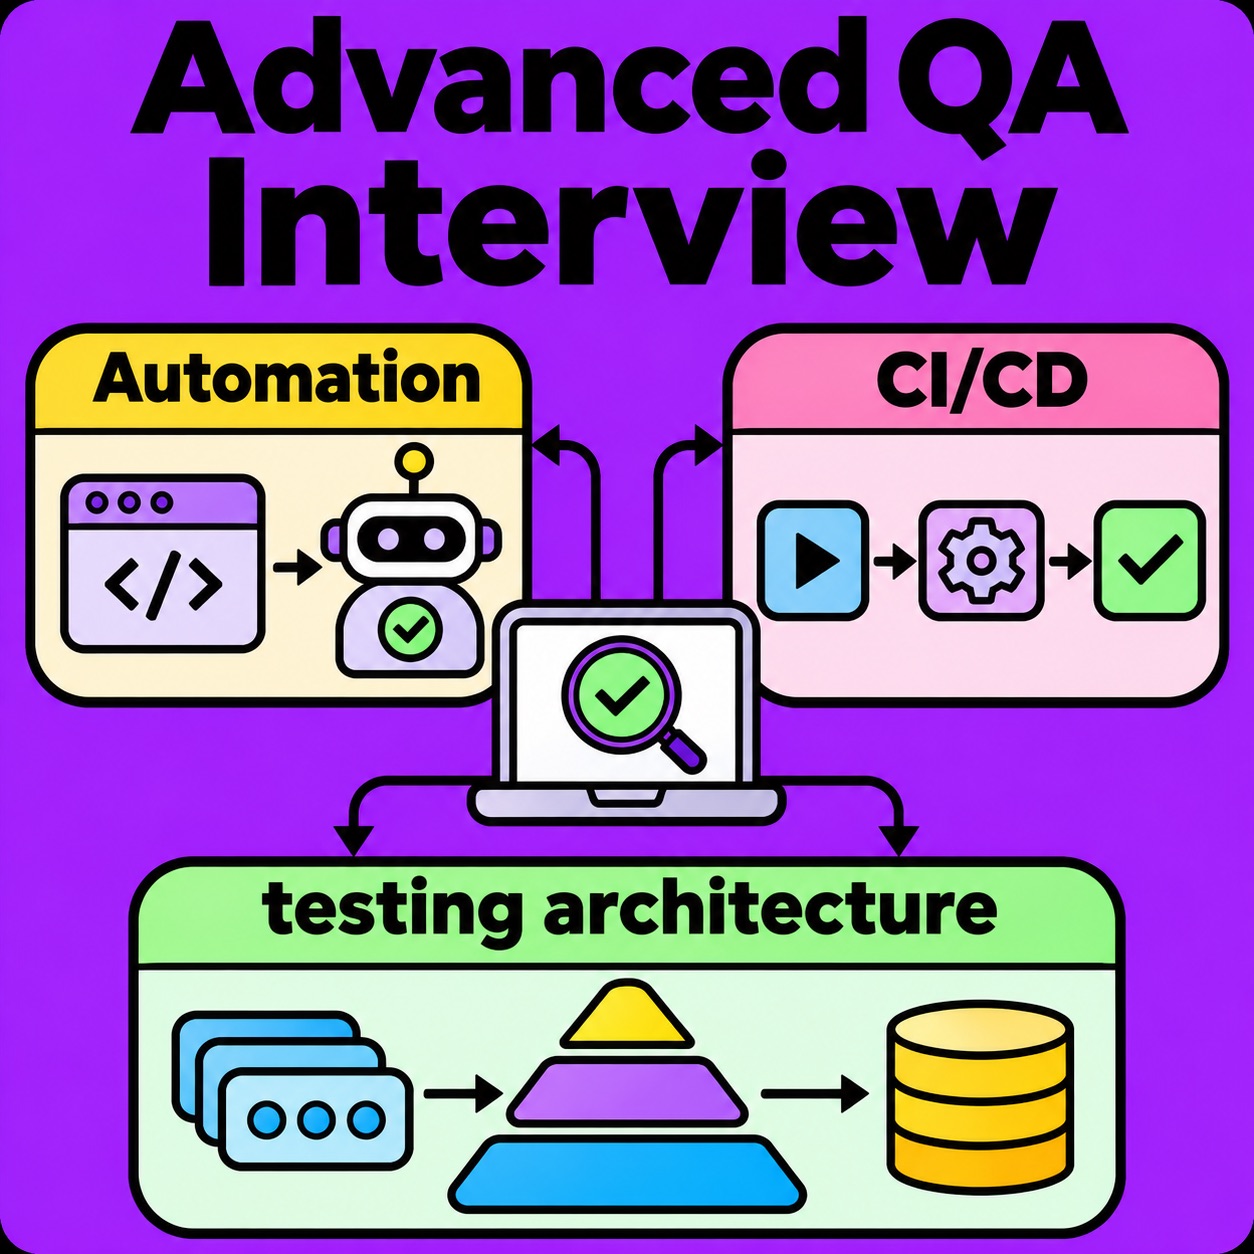 Advanced QA
Interview
Automation
CI/CD
</>
testing architecture